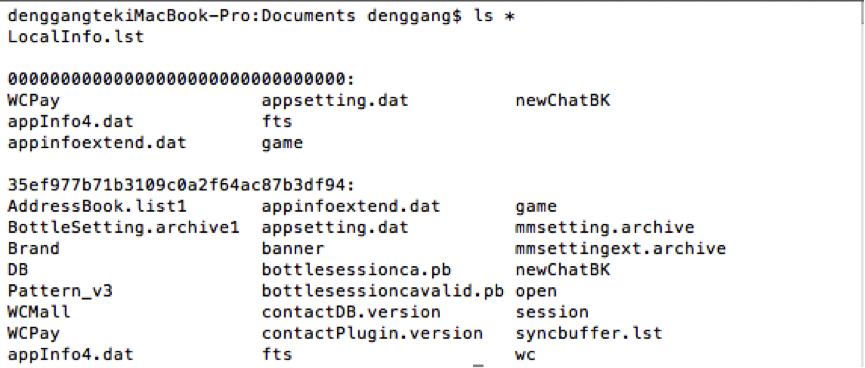 denggangtekiMacBook-Pro:Documents denggang$ ls *
LocalInfo.lst
00000000000000000000000000000000:
WCPay appsetting.dat newChatBK
appInfo4.dat fts
appinfoextend.dat game
35ef977b71b3109c0a2f64ac87b3df94:
AddressBook.list1 appinfoextend.dat game
BottleSetting.archive1 appsetting.dat mmsetting.archive
Brand banner mmsettingext.archive
DB bottlesessionca.pb newChatBK
Pattern_v3 bottlesessioncavalid.pb open
WCMall contactDB.version session
WCPay contactPlugin.version syncbuffer.lst
appInfo4.dat fts wc